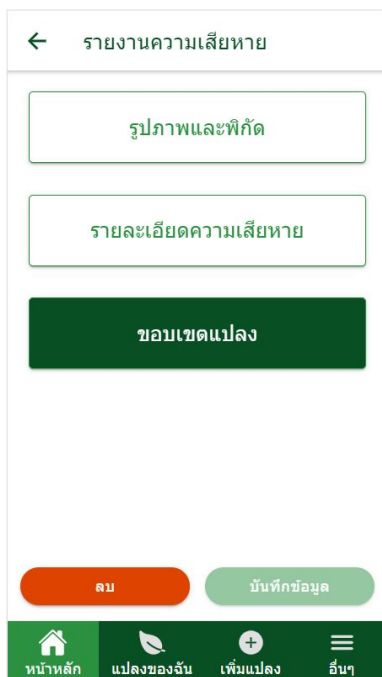 รายงานความเสียหาย
รูปภาพและพิกัด
รายละเอียดความเสียหาย
ขอบเขตแปลง
ลบ
บันทึกข้อมูล
หน้าหลัก
แปลงของฉัน
เพิ่มแปลง
อื่นๆ